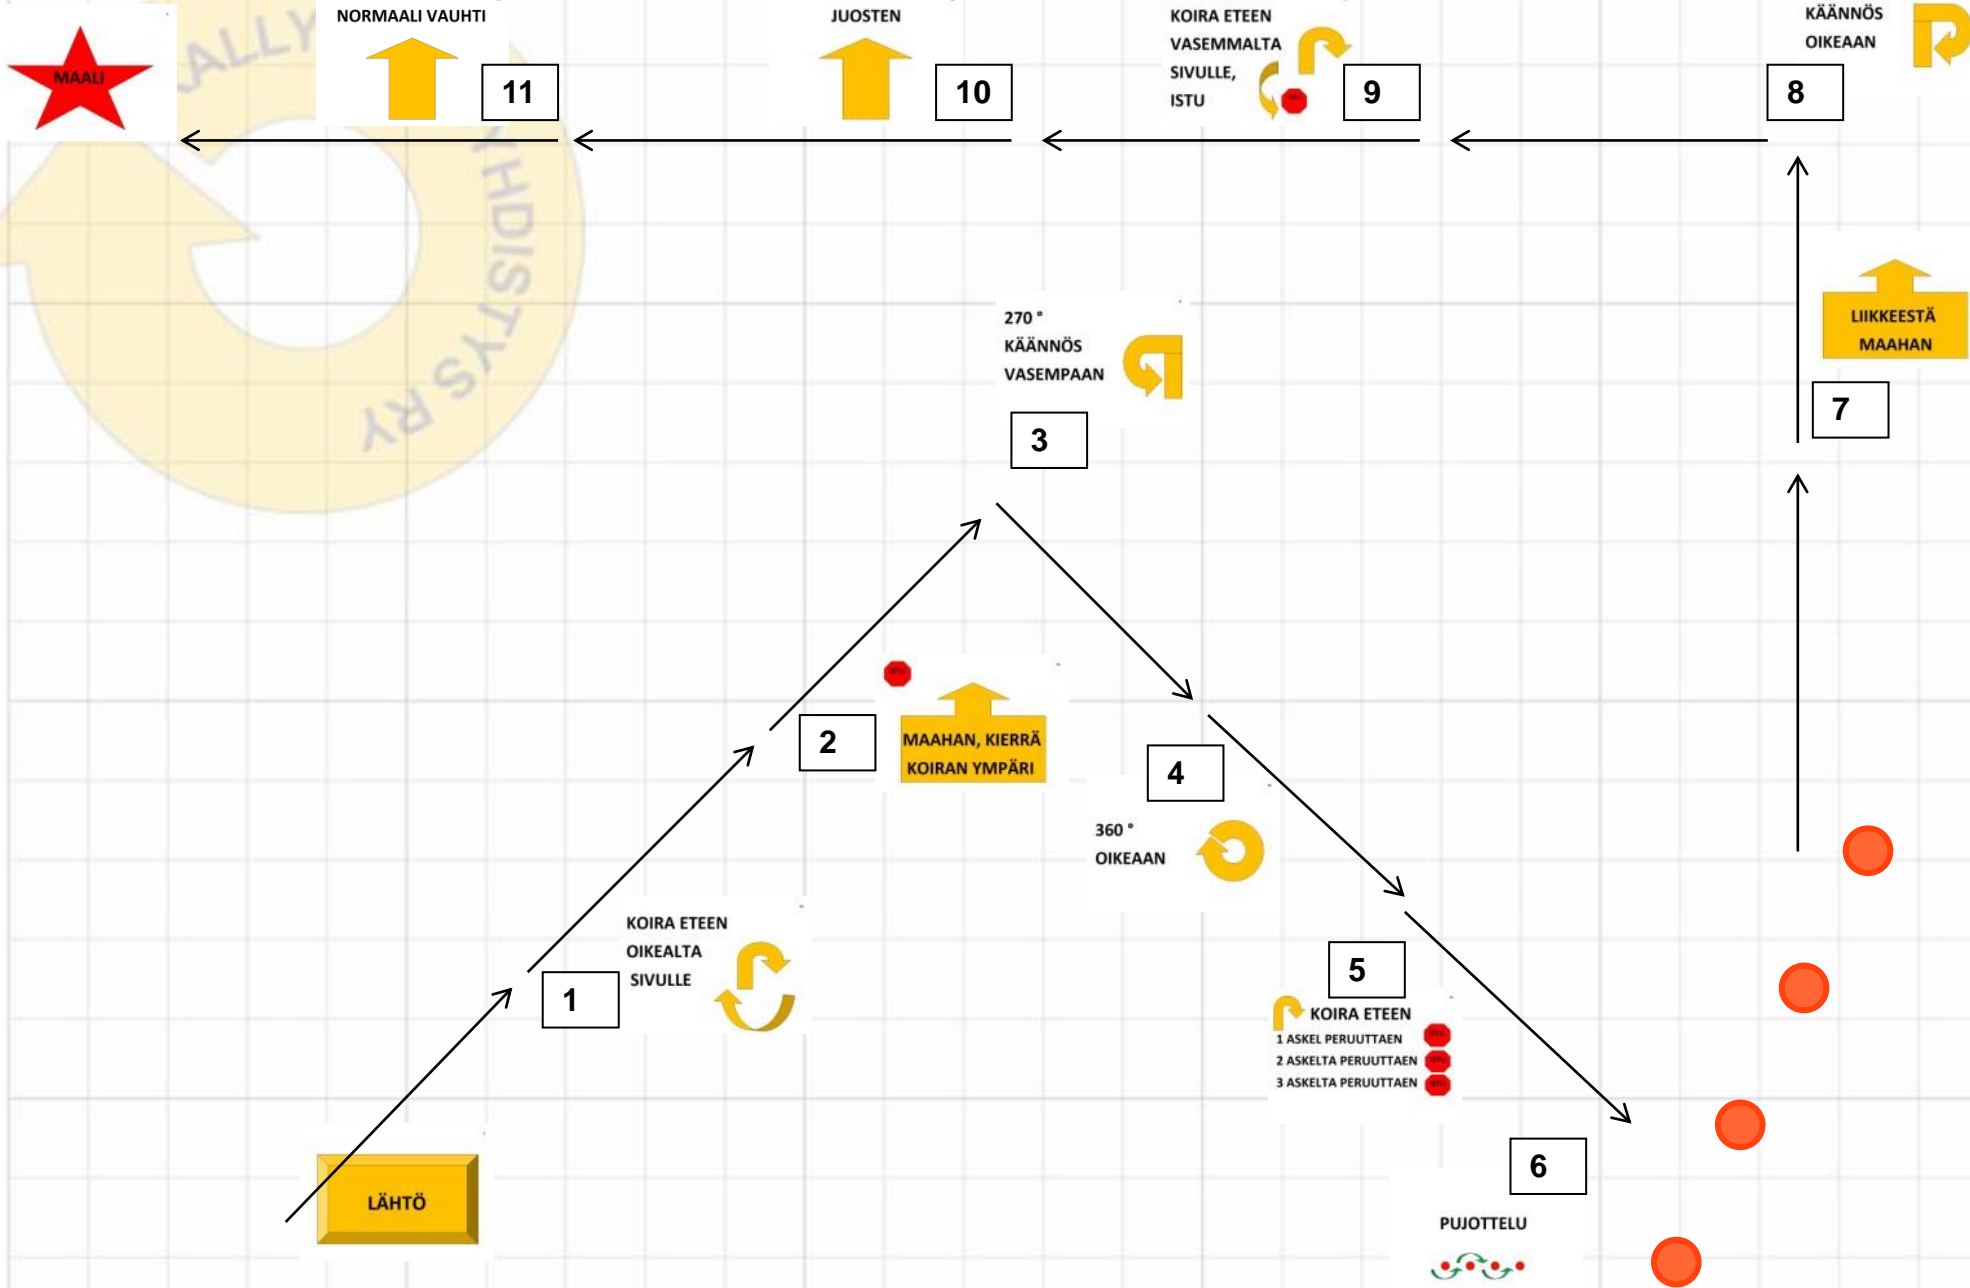 MAALI
NORMAALI VAUHTI
11
JUOSTEN
10
KOIRA ETEEN
VASEMMALTA
SIVULLE,
ISTU
9
KÄÄNNÖS
OIKEAAN
8
ALLY
YHDISTYS RY
LIIKKEESTÄ
MAAHAN
7
270 °
KÄÄNNÖS
VASEMPAAN
3
2
MAAHAN, KIERRÄ
KOIRAN YMPÄRI
4
360 °
OIKEAAN
KOIRA ETEEN
OIKEALTA
SIVULLE
1
5
KOIRA ETEEN
1 ASKEL PERUUTTAEN
2 ASKELTA PERUUTTAEN
3 ASKELTA PERUUTTAEN
6
PUJOTTELU
LÄHTÖ